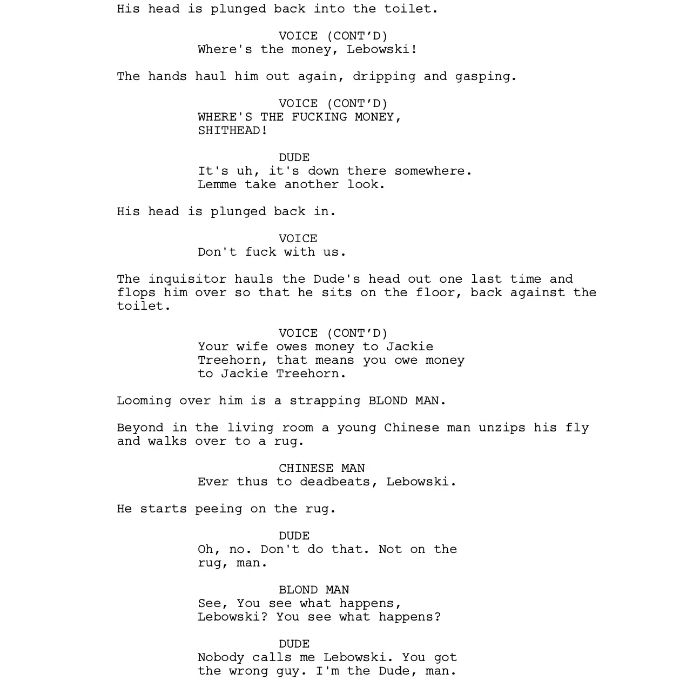 His head is plunged back into the toilet.
VOICE (CONT'D)
Where's the money, Lebowski!
The hands haul him out again, dripping and gasping.
VOICE (CONT'D)
WHERE'S THE FUCKING MONEY,
SHITHEAD!
DUDE
It's uh, it's down there somewhere.
Lemme take another look.
His head is plunged back in.
VOICE
Don't fuck with us.
The inquisitor hauls the Dude's head out one last time and
flops him over so that he sits on the floor, back against the
toilet.
VOICE (CONT'D)
Your wife owes money to Jackie
Treehorn, that means you owe money
to Jackie Treehorn.
Looming over him is a strapping BLOND MAN.
Beyond in the living room a young Chinese man unzips his fly
and walks over to a rug.
CHINESE MAN
Ever thus to deadbeats, Lebowski.
He starts peeing on the rug.
DUDE
Oh, no. Don't do that. Not on the
rug, man.
BLOND MAN
See, You see what happens,
Lebowski? You see what happens?
DUDE
Nobody calls me Lebowski. You got
the wrong guy. I'm the Dude, man.